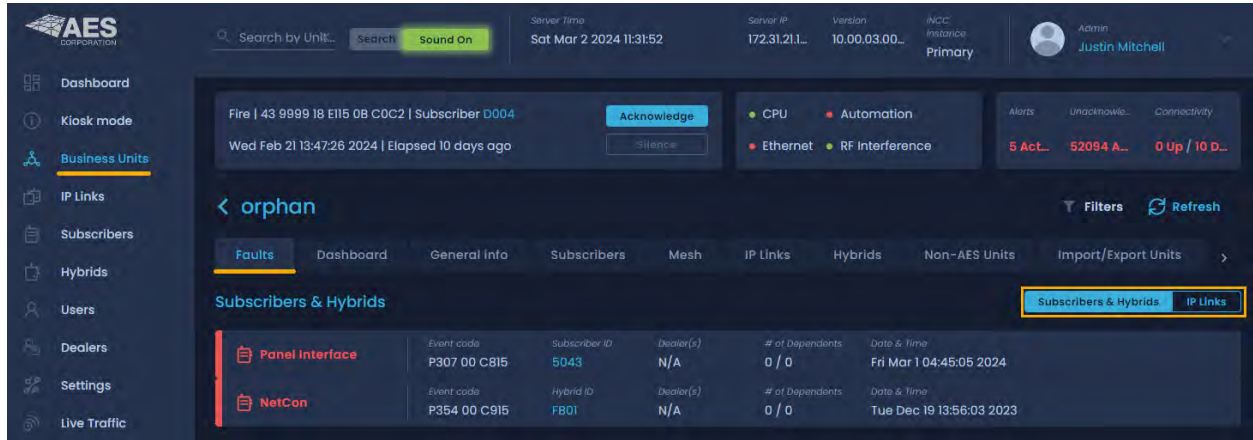 AES
CORPORATION
Search by Unit... Search Sound On
Server Time
Sat Mar 2 2024 11:31:52
Server IP
172.31.21.1...
Version
10.00.03.00...
iNCC
Instance
Primary
Admin
Justin Mitchell
Dashboard
Kiosk mode
Business Units
IP Links
Subscribers
Hybrids
Users
Dealers
Settings
Live Traffic
Fire | 43 9999 18 E115 0B C0C2 | Subscriber D004
Acknowledge
Wed Feb 21 13:47:26 2024 | Elapsed 10 days ago
Silence
CPU Automation
Ethernet RF Interference
Alerts Unacknowle... Connectivity
5 Act... 52094 A... 0 Up / 10 D...
< orphan
Filters Refresh
Faults Dashboard General info Subscribers Mesh IP Links Hybrids Non-AES Units Import/Export Units >
Subscribers & Hybrids
Subscribers & Hybrids IP Links
Panel Interface
Event code Subscriber ID Dealer(s) # of Dependents Date & Time
P307 00 C815 5043 N/A 0 / 0 Fri Mar 1 04:45:05 2024
NetCon
Event code Hybrid ID Dealer(s) # of Dependents Date & Time
P354 00 C915 FB01 N/A 0 / 0 Tue Dec 19 13:56:03 2023